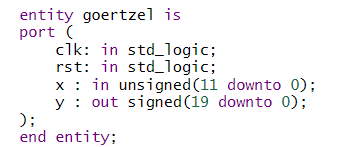 entity goertzel is
port (
    clk: in std_logic;
    rst: in std_logic;
    x : in unsigned(11 downto 0);
    y : out signed(19 downto 0);
);
end entity;